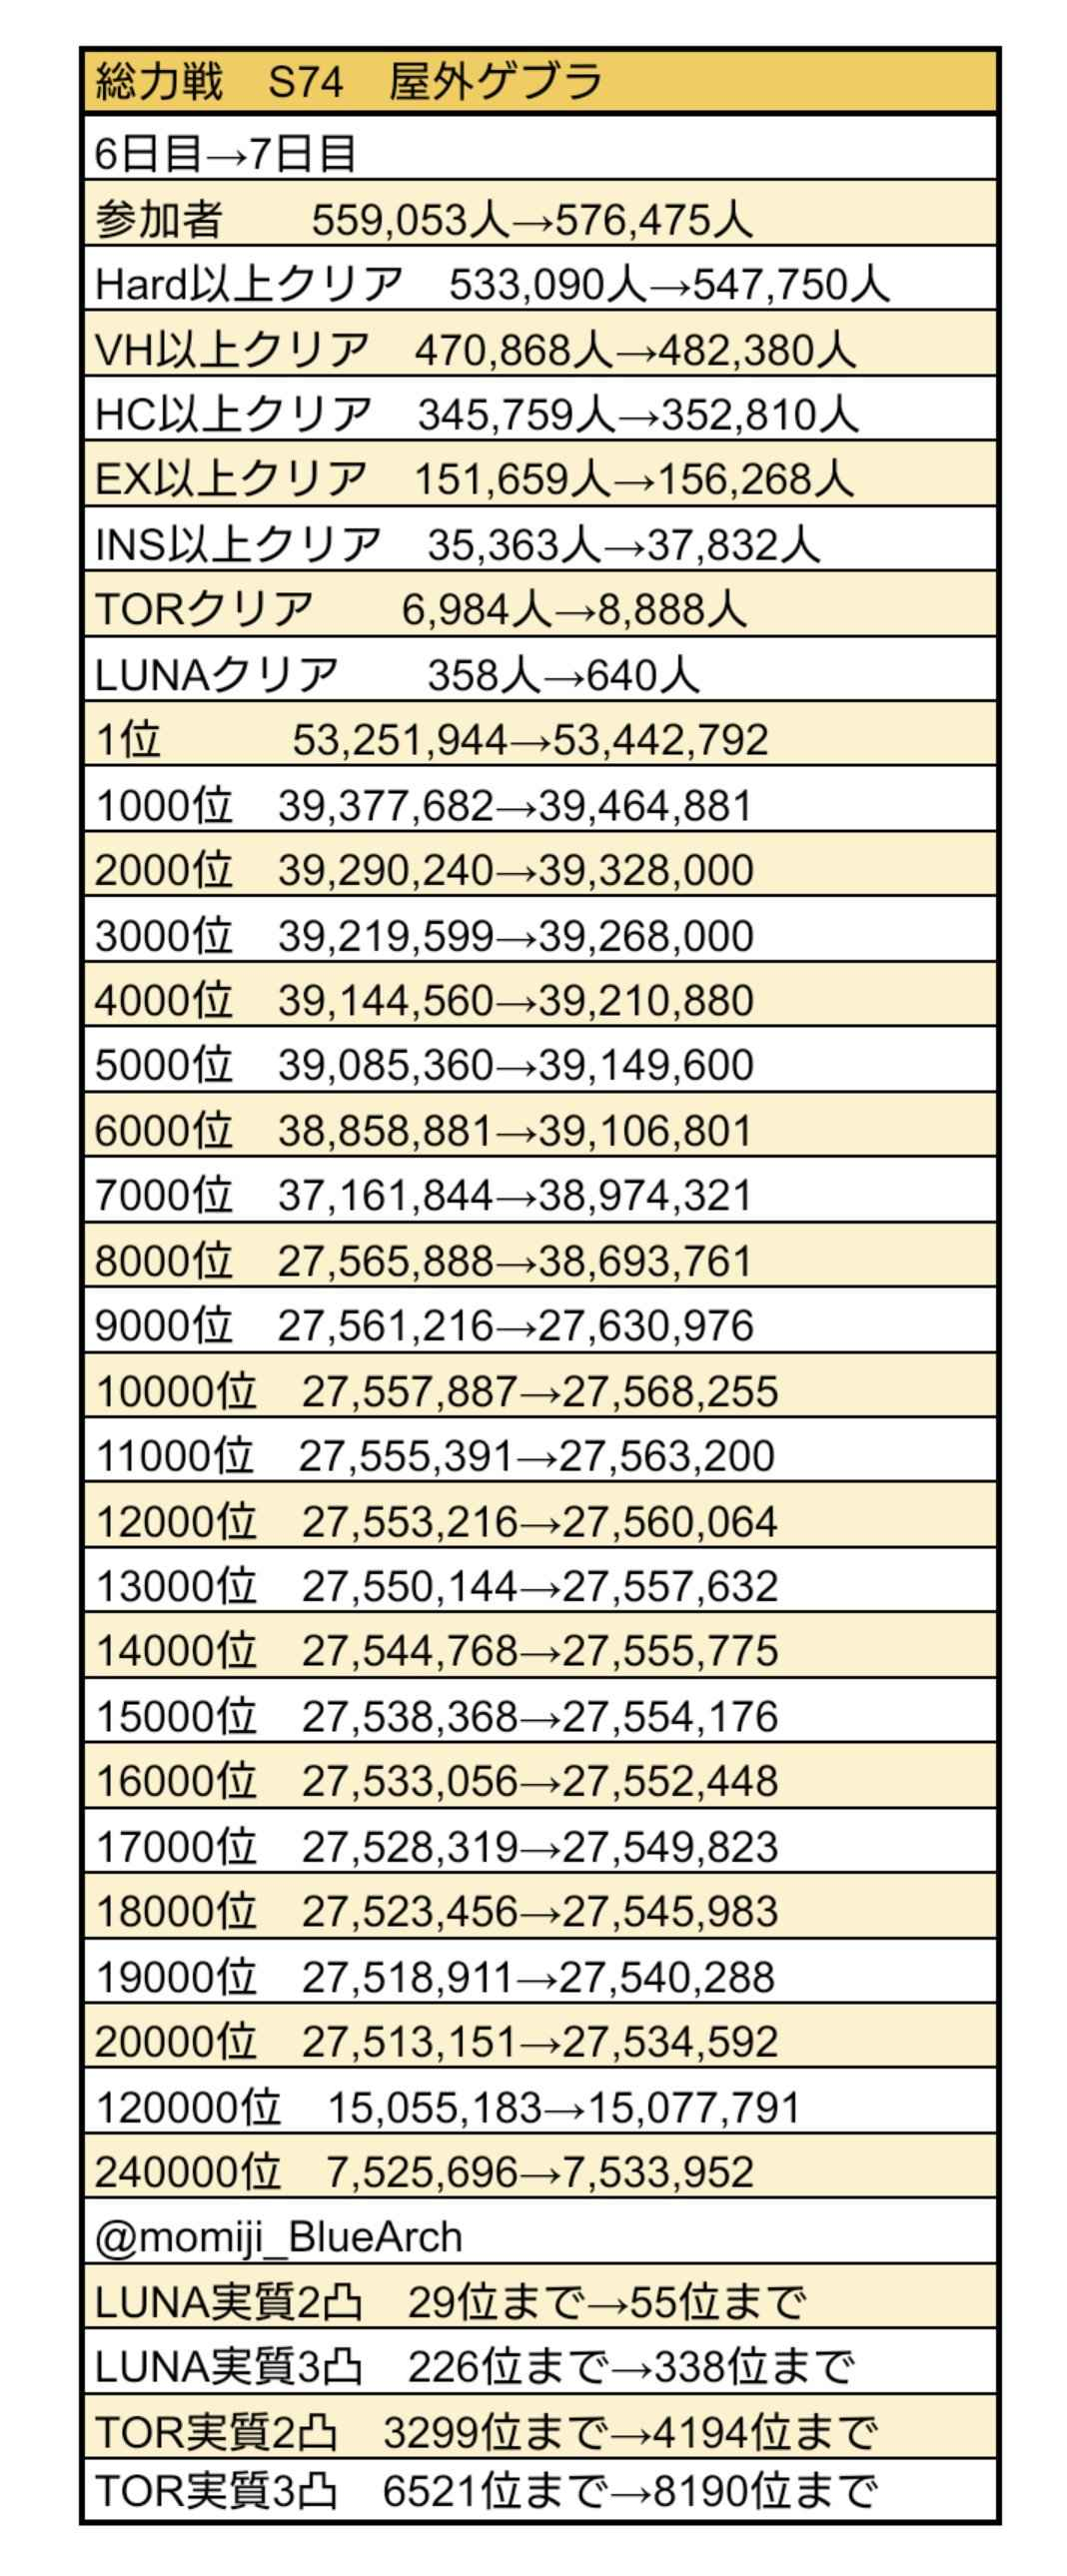 総力戦　S74　屋外ゲブラ
6日目→7日目
参加者　　559,053人→576,475人
Hard以上クリア　533,090人→547,750人
VH以上クリア　470,868人→482,380人
HC以上クリア　345,759人→352,810人
EX以上クリア　151,659人→156,268人
INS以上クリア　35,363人→37,832人
TORクリア　　6,984人→8,888人
LUNAクリア　　358人→640人
1位　　　53,251,944→53,442,792
1000位　39,377,682→39,464,881
2000位　39,290,240→39,328,000
3000位　39,219,599→39,268,000
4000位　39,144,560→39,210,880
5000位　39,085,360→39,149,600
6000位　38,858,881→39,106,801
7000位　37,161,844→38,974,321
8000位　27,565,888→38,693,761
9000位　27,561,216→27,630,976
10000位　27,557,887→27,568,255
11000位　27,555,391→27,563,200
12000位　27,553,216→27,560,064
13000位　27,550,144→27,557,632
14000位　27,544,768→27,555,775
15000位　27,538,368→27,554,176
16000位　27,533,056→27,552,448
17000位　27,528,319→27,549,823
18000位　27,523,456→27,545,983
19000位　27,518,911→27,540,288
20000位　27,513,151→27,534,592
120000位　15,055,183→15,077,791
240000位　7,525,696→7,533,952
@momiji_BlueArch
LUNA実質2凸　29位まで→55位まで
LUNA実質3凸　226位まで→338位まで
TOR実質2凸　3299位まで→4194位まで
TOR実質3凸　6521位まで→8190位まで